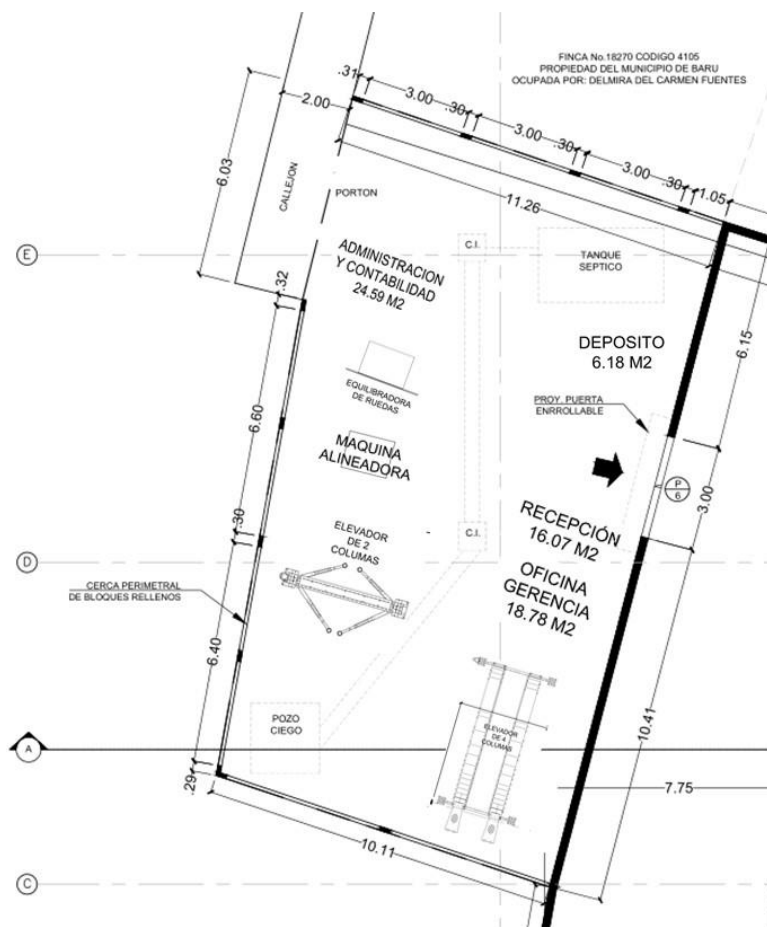 FINCA No.18270 CODIGO 4105
PROPIEDAD DEL MUNICIPIO DE BARU
OCUPADA POR: DELMIRA DEL CARMEN FUENTES
.31
3.00
.30
3.00
.30
3.00
.30
1.05
2.00
6.03
CALLEJON
PORTON
11.26
E
C.I.
TANQUE
SEPTICO
ADMINISTRACION
Y CONTABILIDAD
24.59 M2
.32
DEPOSITO
6.18 M2
6.15
EQUILIBRADORA
DE RUEDAS
PROY. PUERTA
ENRROLLABLE
6.60
MAQUINA
ALINEADORA
P
6
3.00
RECEPCIÓN
16.07 M2
.30
ELEVADOR
DE 2
COLUMAS
C.I.
D
OFICINA
GERENCIA
18.78 M2
CERCA PERIMETRAL
DE BLOQUES RELLENOS
6.40
POZO
CIEGO
ELEVADOR
DE 4
COLUMAS
10.41
A
.29
7.75
10.11
C